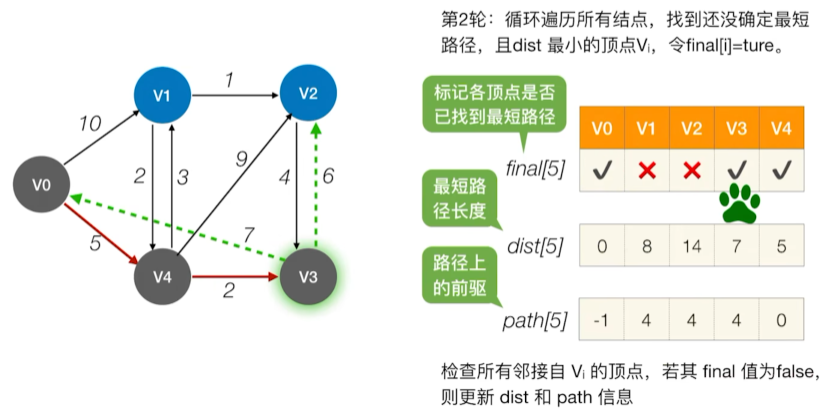 第2轮：循环遍历所有结点，找到还没确定最短
路径，且dist 最小的顶点Vᵢ，令final[i]=ture。
标记各顶点是否
已找到最短路径
V0 V1 V2 V3 V4
final[5] ✓ ✕ ✕ ✓ ✓
最短路
径长度
dist[5] 0 8 14 7 5
路径上
的前驱
path[5] -1 4 4 4 0
检查所有邻接自 Vᵢ 的顶点，若其 final 值为false，
则更新 dist 和 path 信息
V1
1
V2
10
2
3
9
4
6
V0
5
7
V4
2
V3